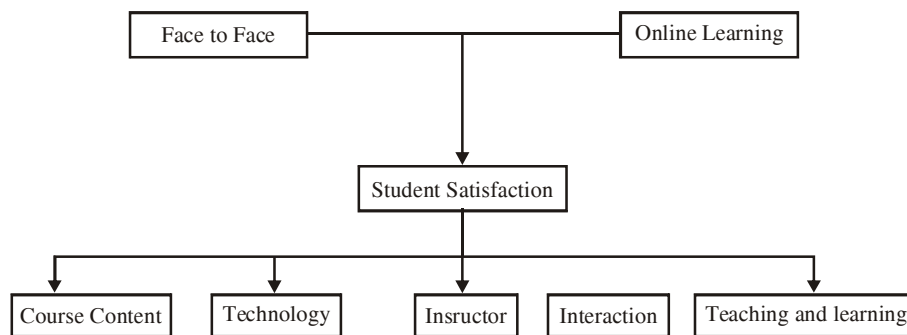 Face to Face
Online Learning
Student Satisfaction
Course Content
Technology
Insructor
Interaction
Teaching and learning